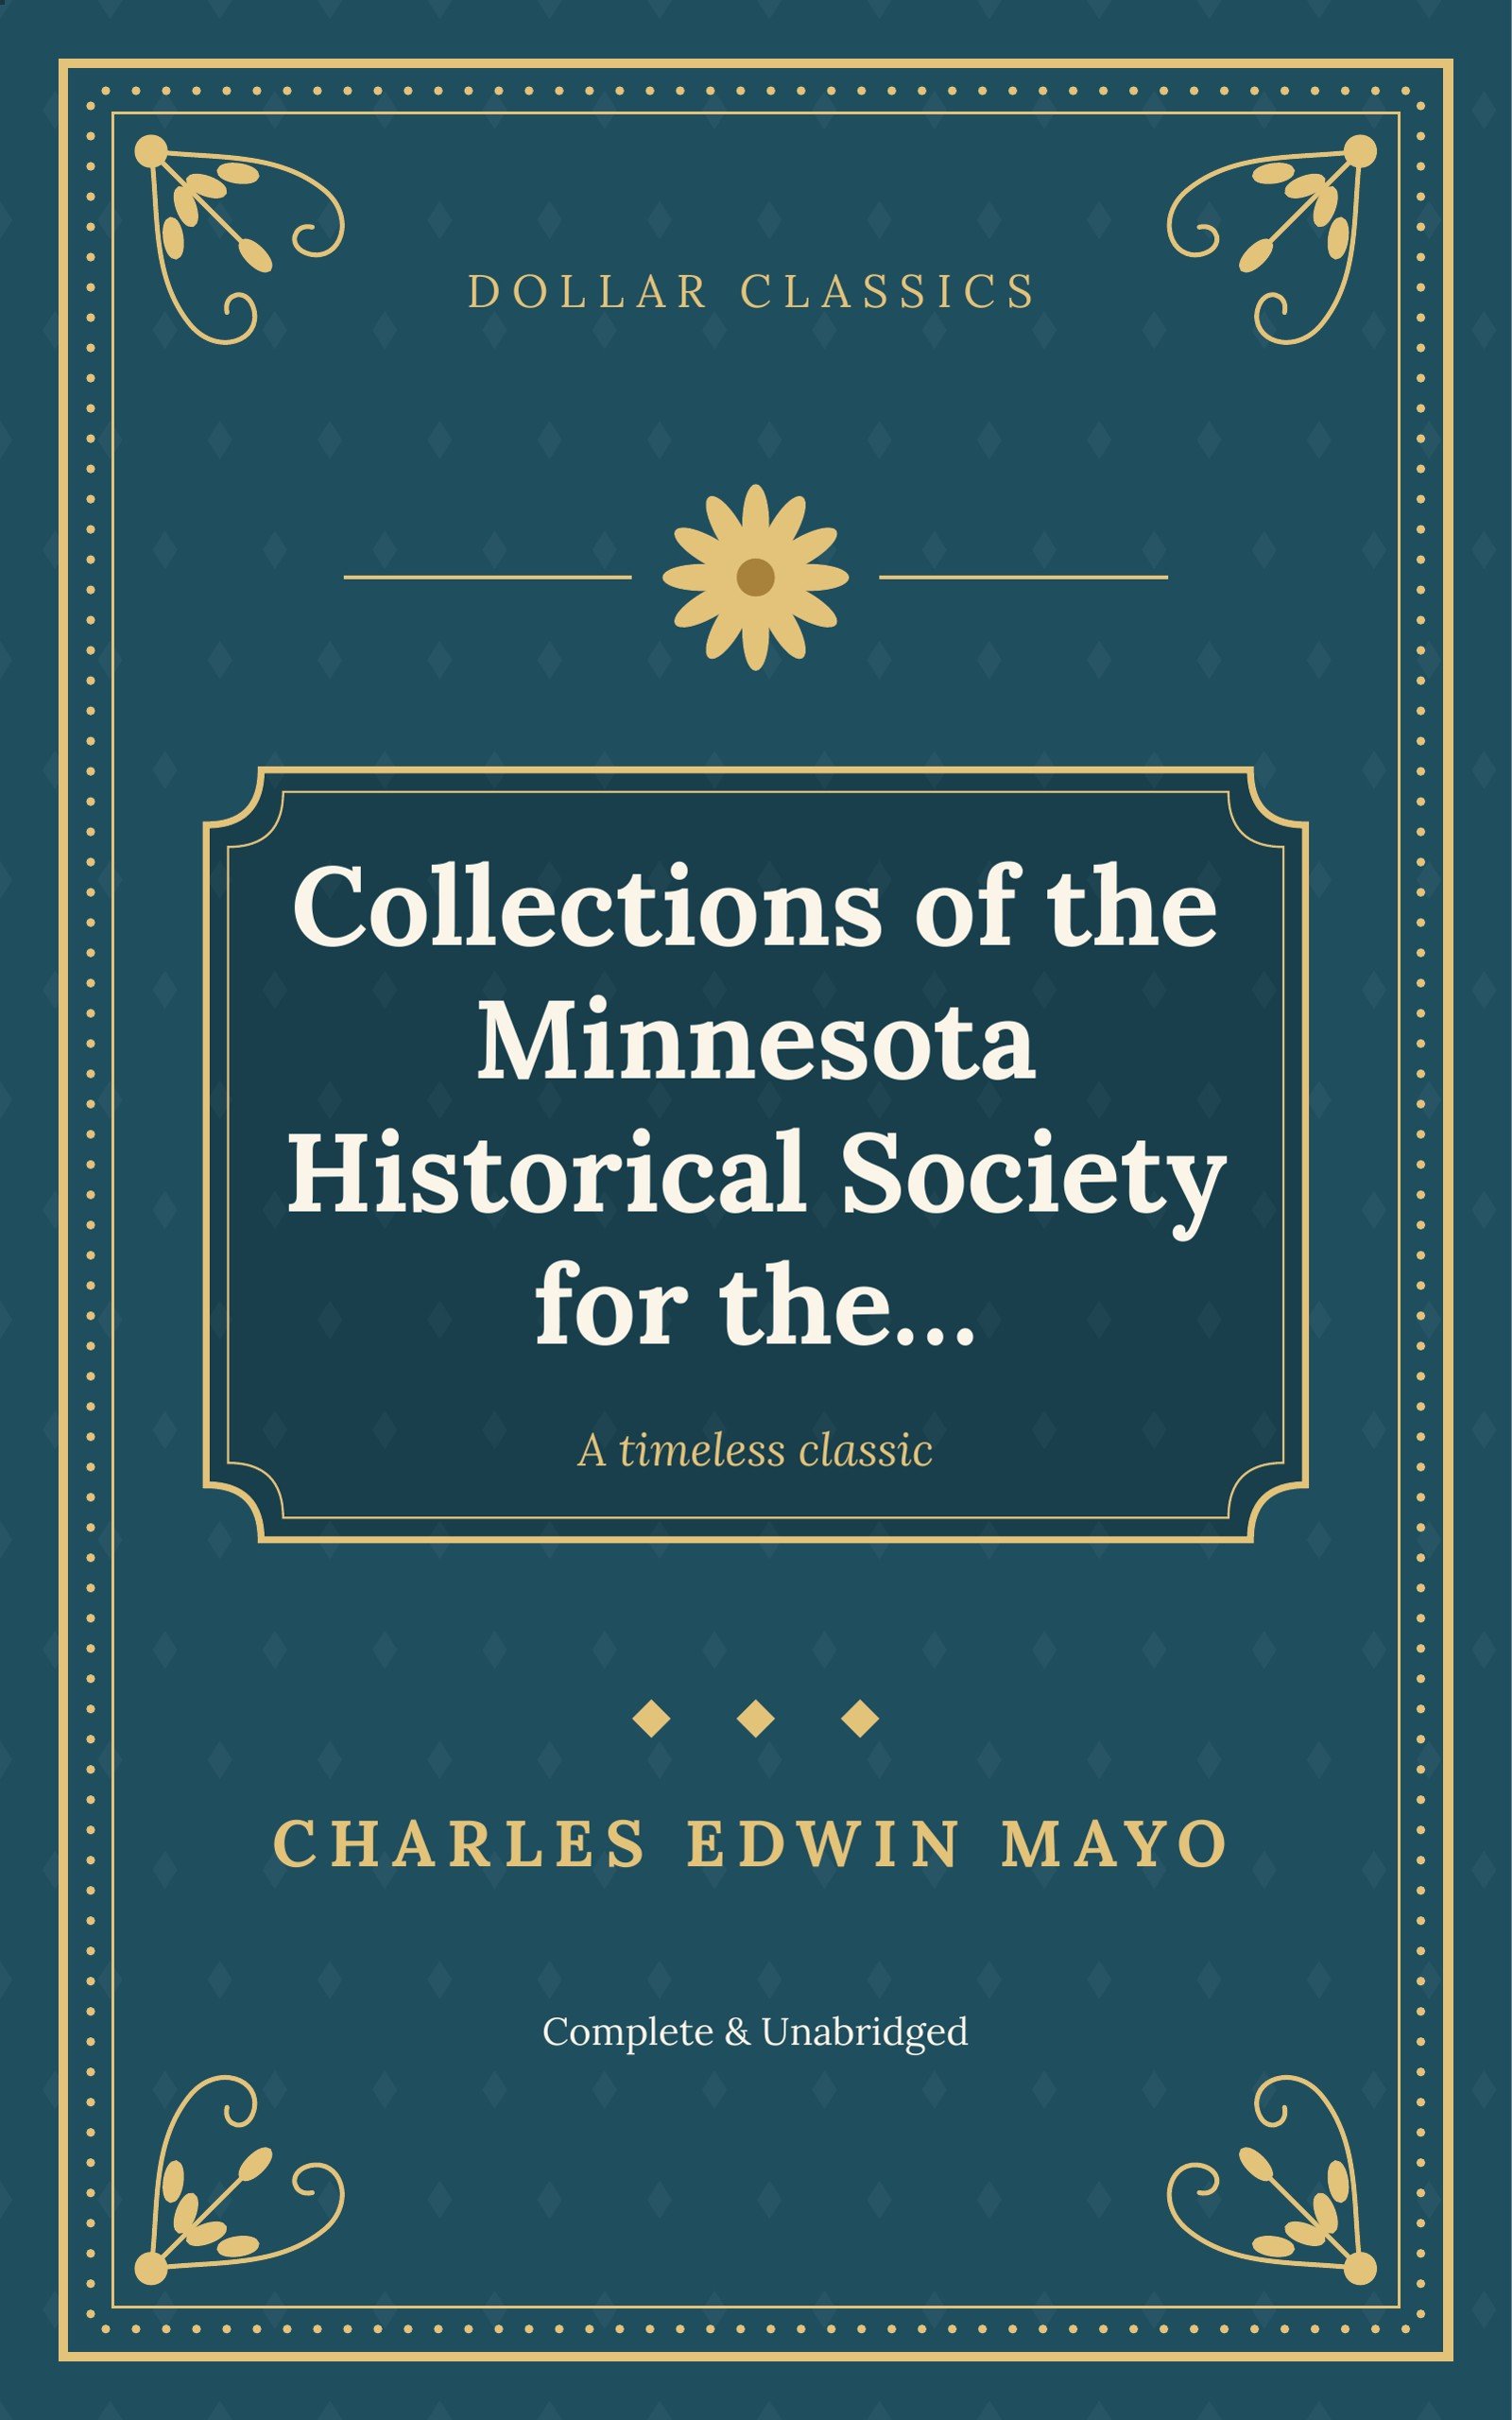 DOLLAR CLASSICS
Collections of the
Minnesota
Historical Society
for the...
A timeless classic
CHARLES EDWIN MAYO
Complete & Unabridged